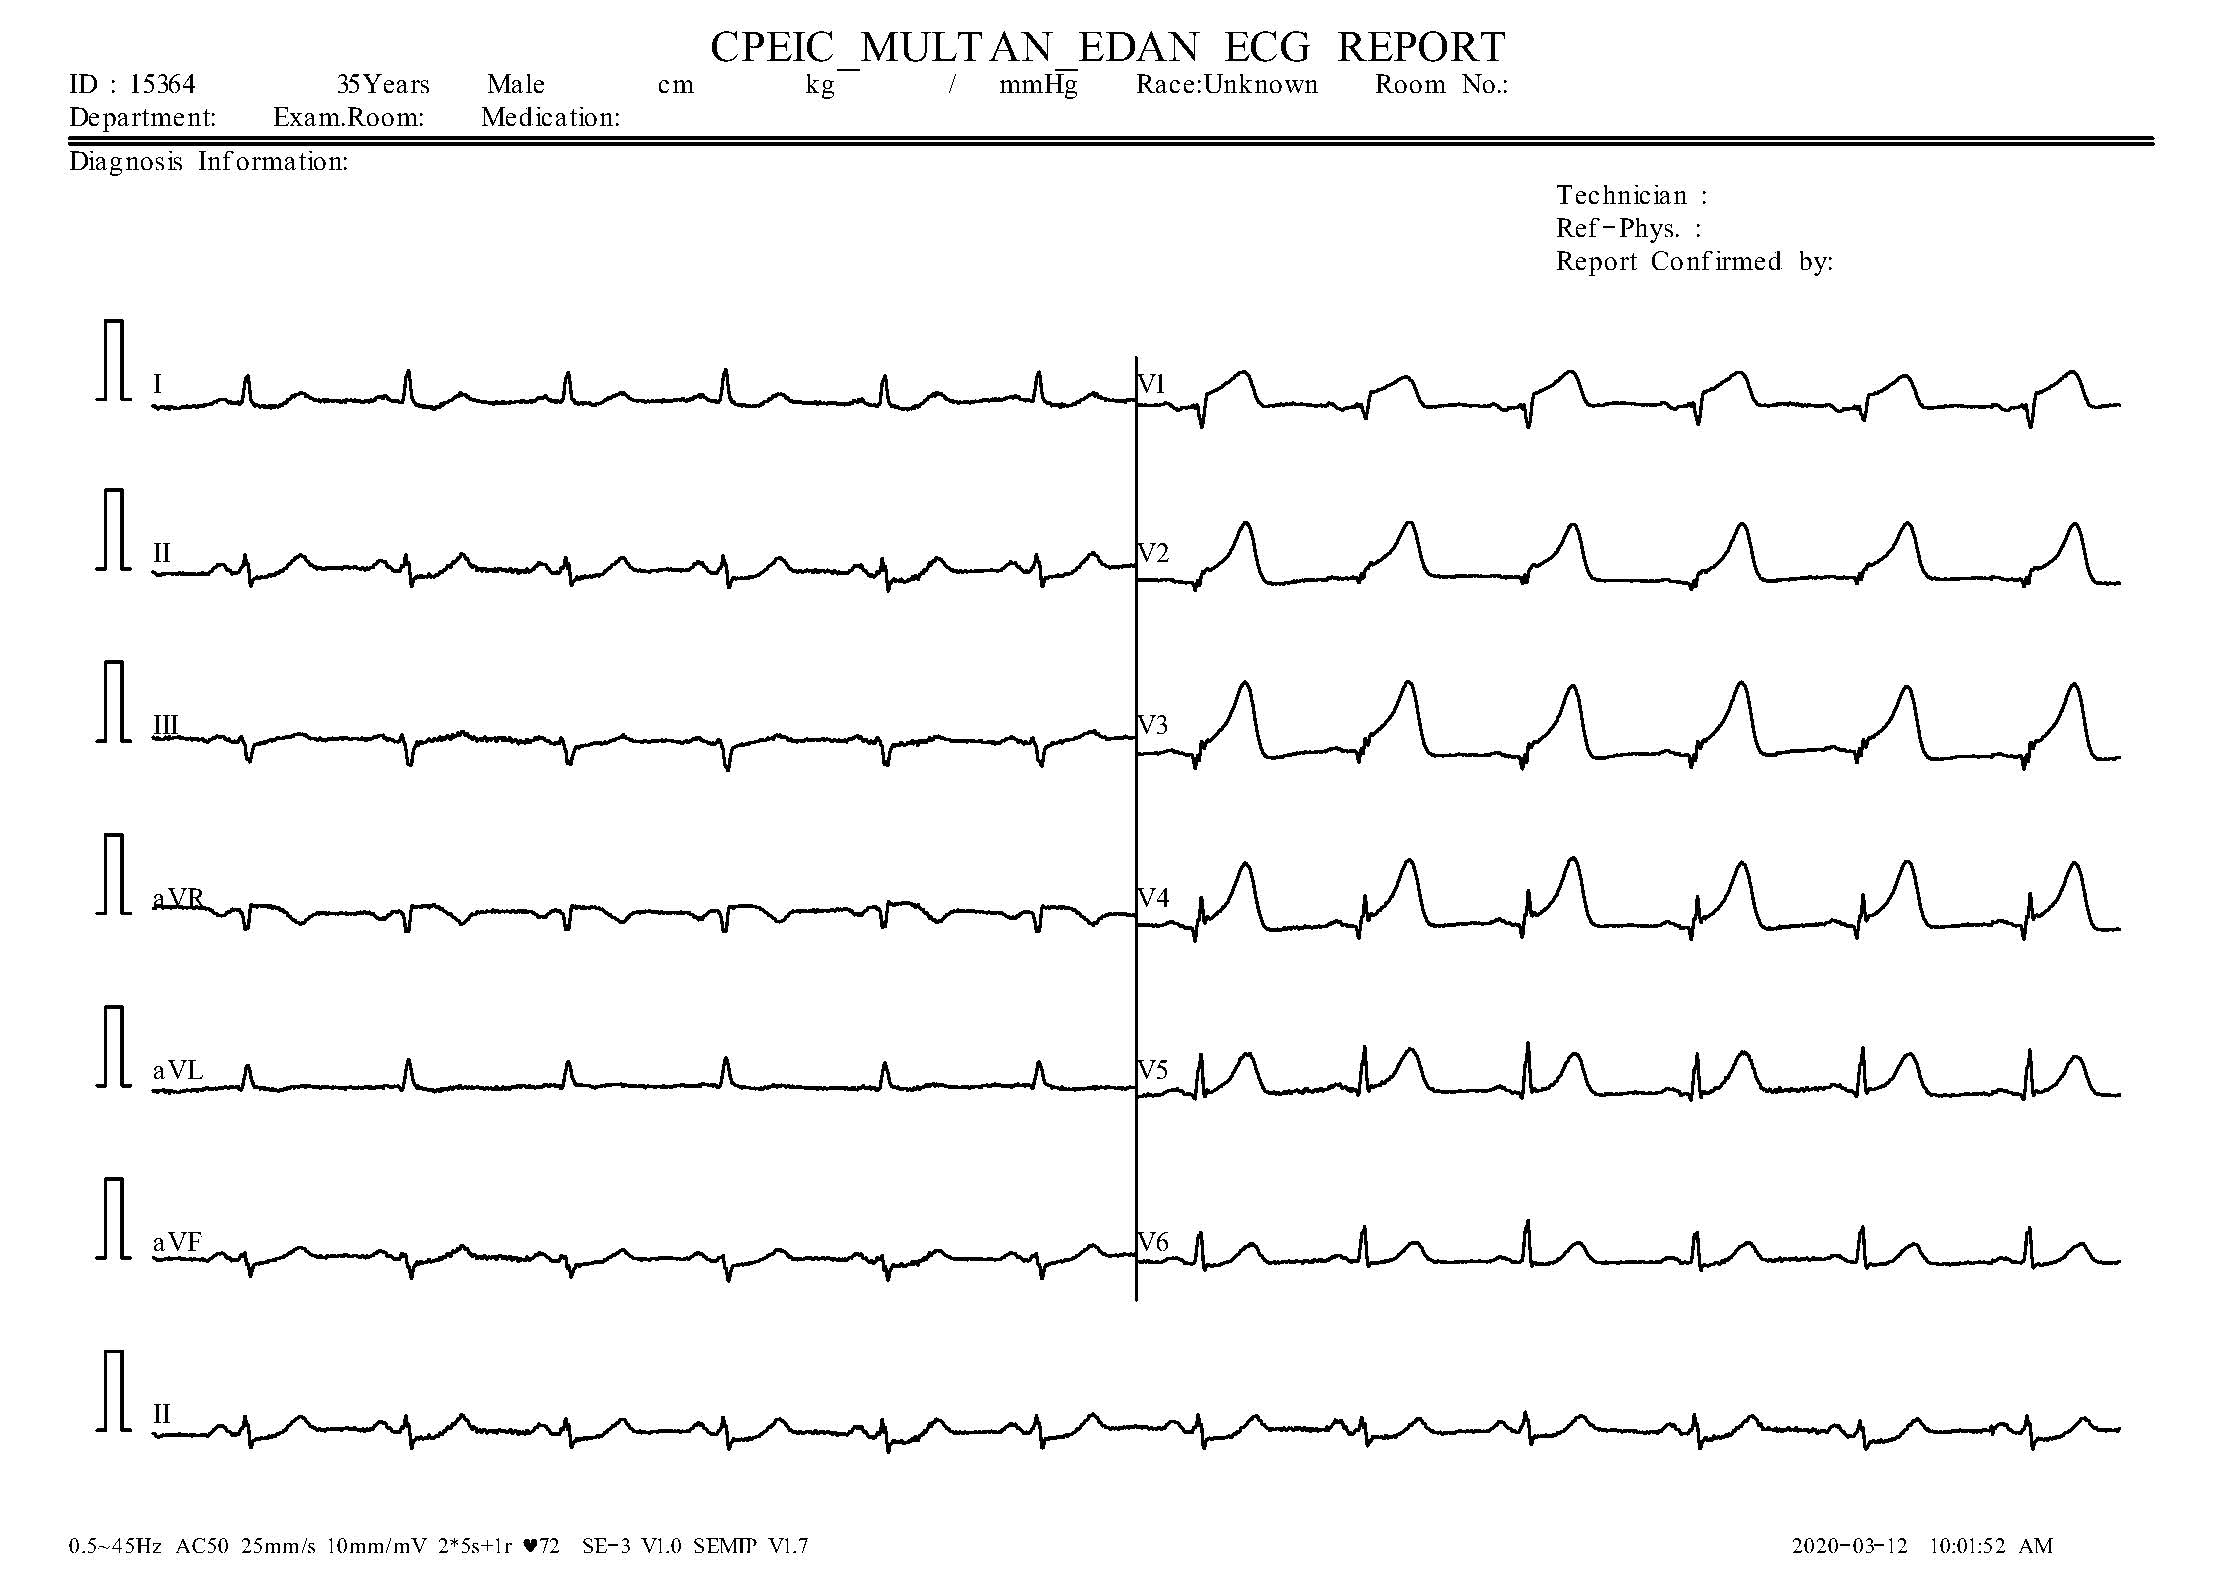 CPEIC_MULTAN_EDAN ECG REPORT
ID : 15364 35Years Male cm kg / mmHg Race:Unknown Room No.:
Department: Exam.Room: Medication:
Diagnosis Information:
Technician :
Ref-Phys. :
Report Confirmed by:
I V1
II V2
III V3
aVR V4
aVL V5
aVF V6
II
0.5~45Hz AC50 25mm/s 10mm/mV 2*5s+1r ♥72 SE-3 V1.0 SEMIP V1.7 2020-03-12 10:01:52 AM